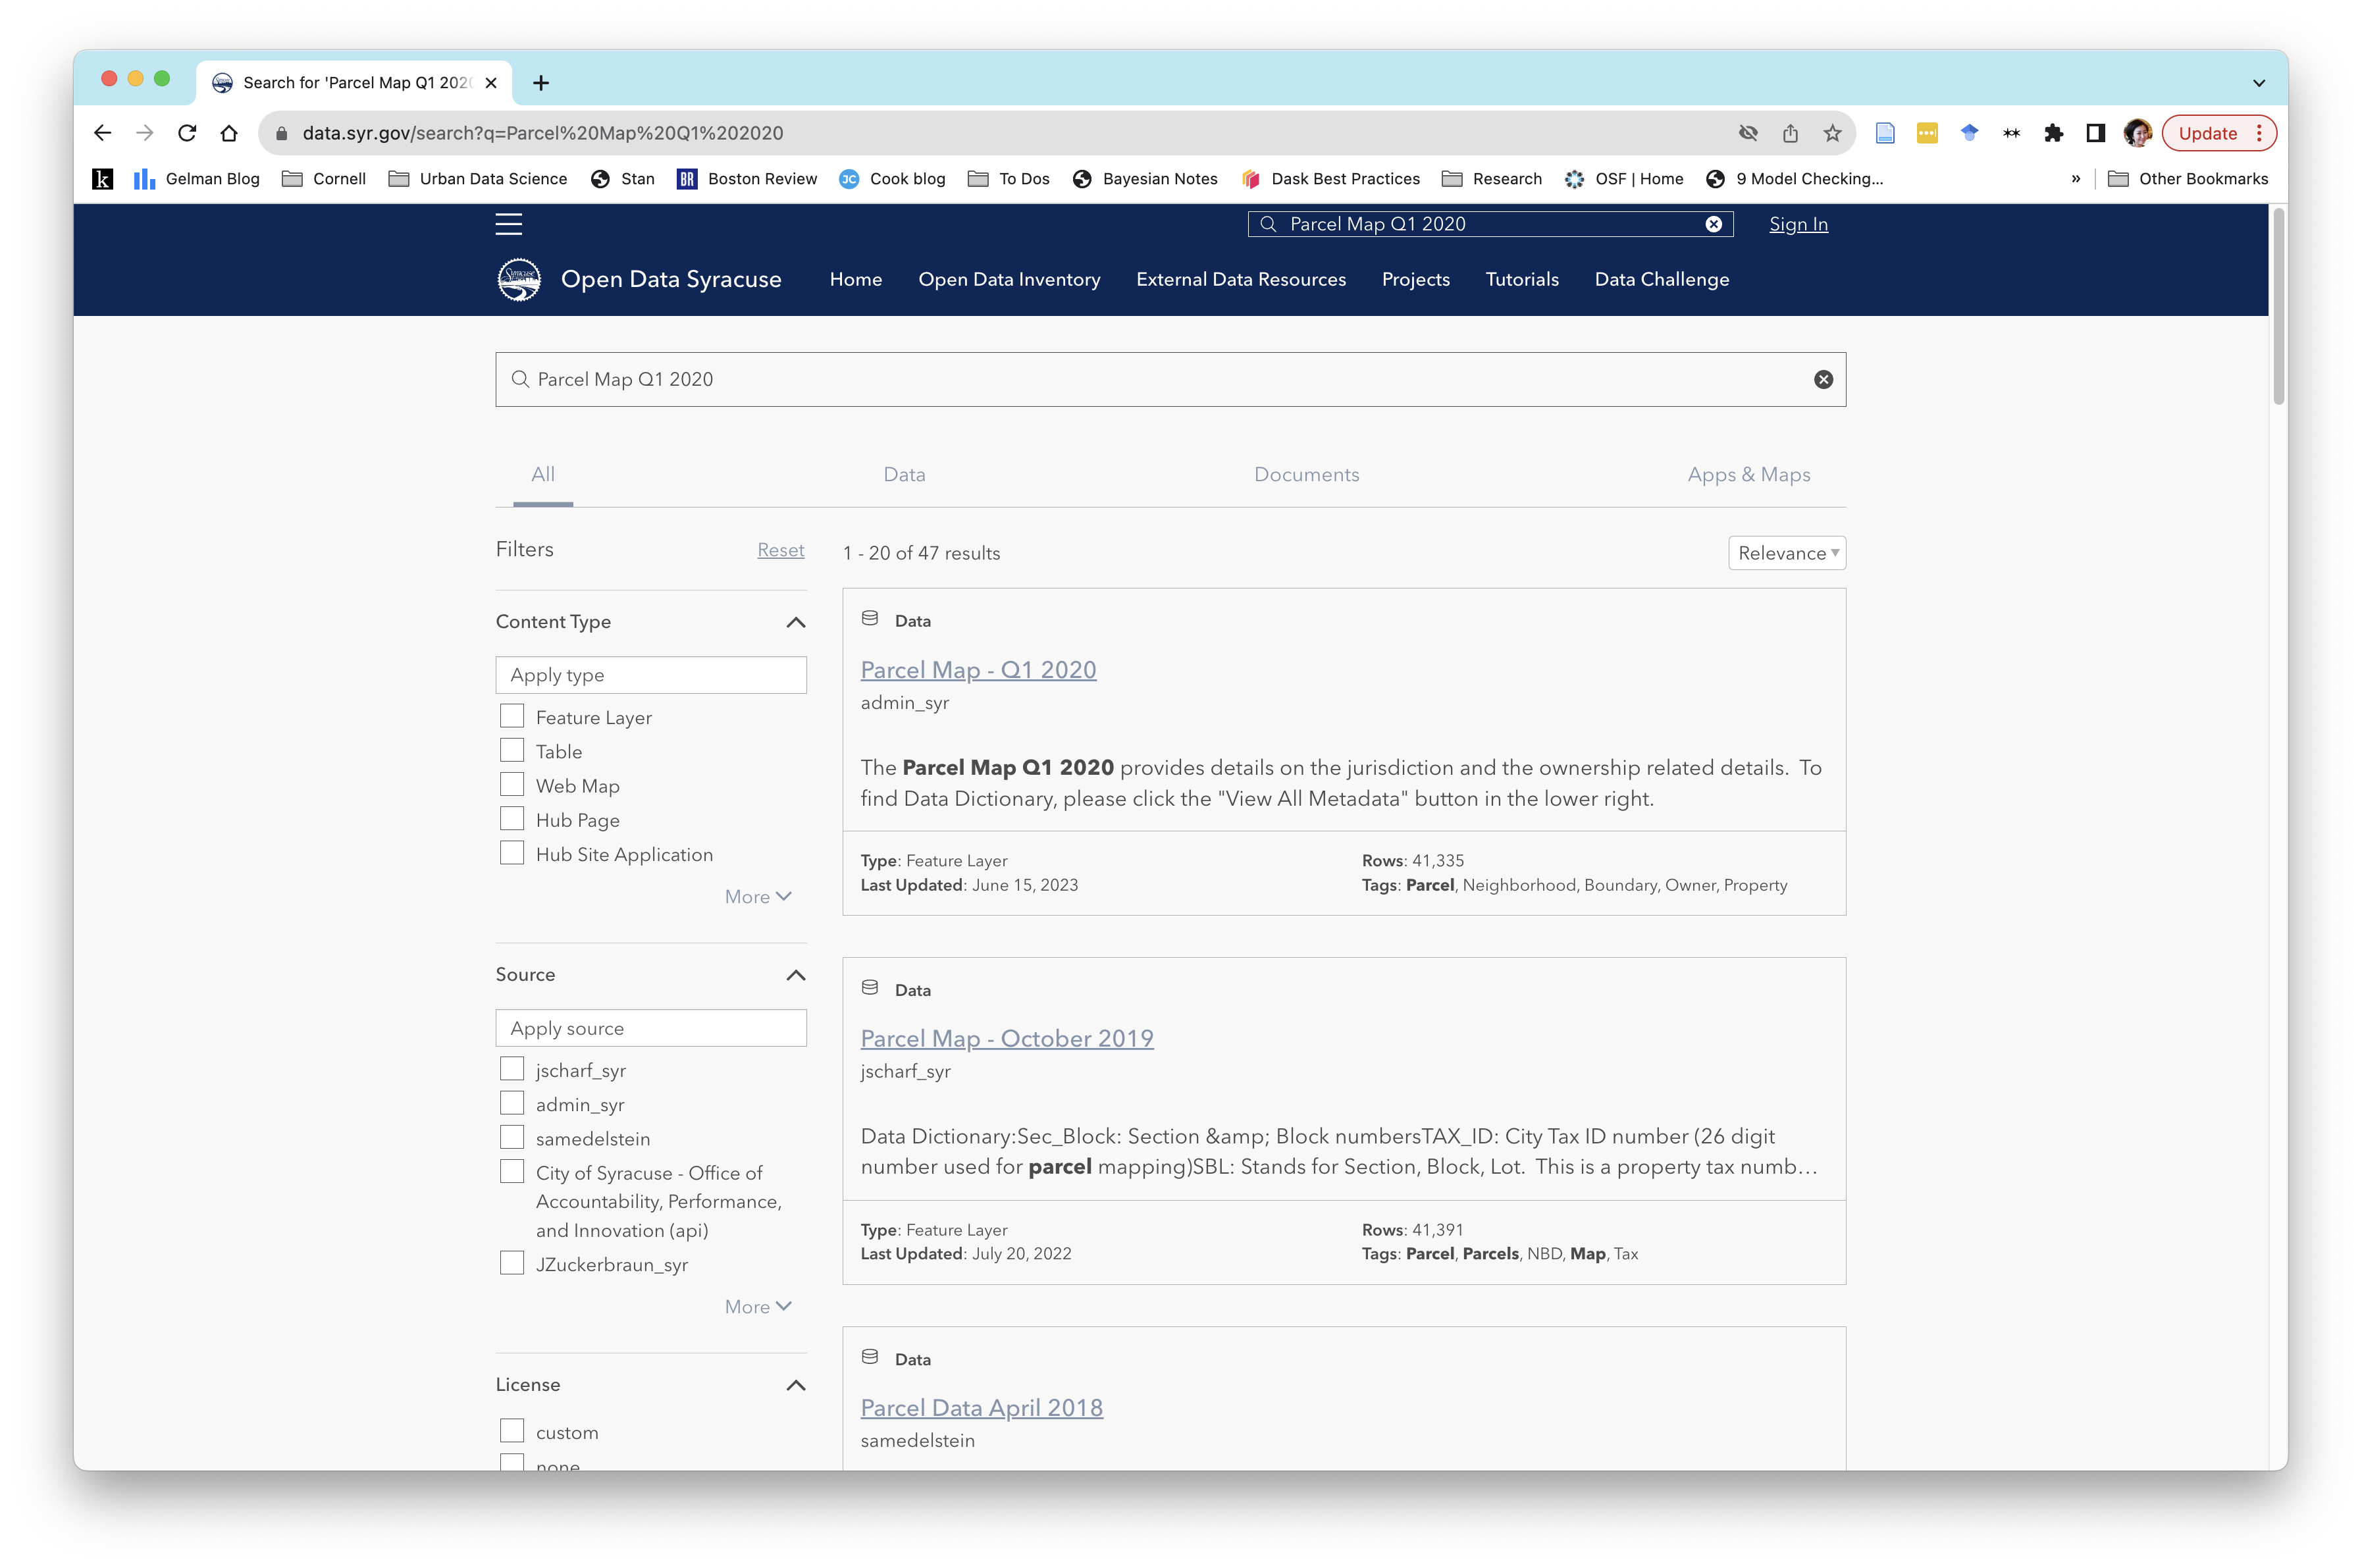 Search for 'Parcel Map Q1 202
data.syr.gov/search?q=Parcel%20Map%20Q1%202020
Update
k
Gelman Blog
Cornell
Urban Data Science
Stan
BR
Boston Review
JC
Cook blog
To Dos
Bayesian Notes
Dask Best Practices
Research
OSF | Home
9 Model Checking...
»
Other Bookmarks
Parcel Map Q1 2020
Sign In
Syracuse
Open Data Syracuse
Home
Open Data Inventory
External Data Resources
Projects
Tutorials
Data Challenge
Parcel Map Q1 2020
All
Data
Documents
Apps & Maps
Filters
Reset
1 - 20 of 47 results
Relevance
Content Type
Apply type
Feature Layer
Table
Web Map
Hub Page
Hub Site Application
More
Source
Apply source
jscharf_syr
admin_syr
samedelstein
City of Syracuse - Office of
Accountability, Performance,
and Innovation (api)
JZuckerbraun_syr
More
License
custom
none
Data
Parcel Map - Q1 2020
admin_syr
The Parcel Map Q1 2020 provides details on the jurisdiction and the ownership related details. To
find Data Dictionary, please click the "View All Metadata" button in the lower right.
Type: Feature Layer
Last Updated: June 15, 2023
Rows: 41,335
Tags: Parcel, Neighborhood, Boundary, Owner, Property
Data
Parcel Map - October 2019
jscharf_syr
Data Dictionary:Sec_Block: Section &amp; Block numbersTAX_ID: City Tax ID number (26 digit
number used for parcel mapping)SBL: Stands for Section, Block, Lot. This is a property tax numb...
Type: Feature Layer
Last Updated: July 20, 2022
Rows: 41,391
Tags: Parcel, Parcels, NBD, Map, Tax
Data
Parcel Data April 2018
samedelstein